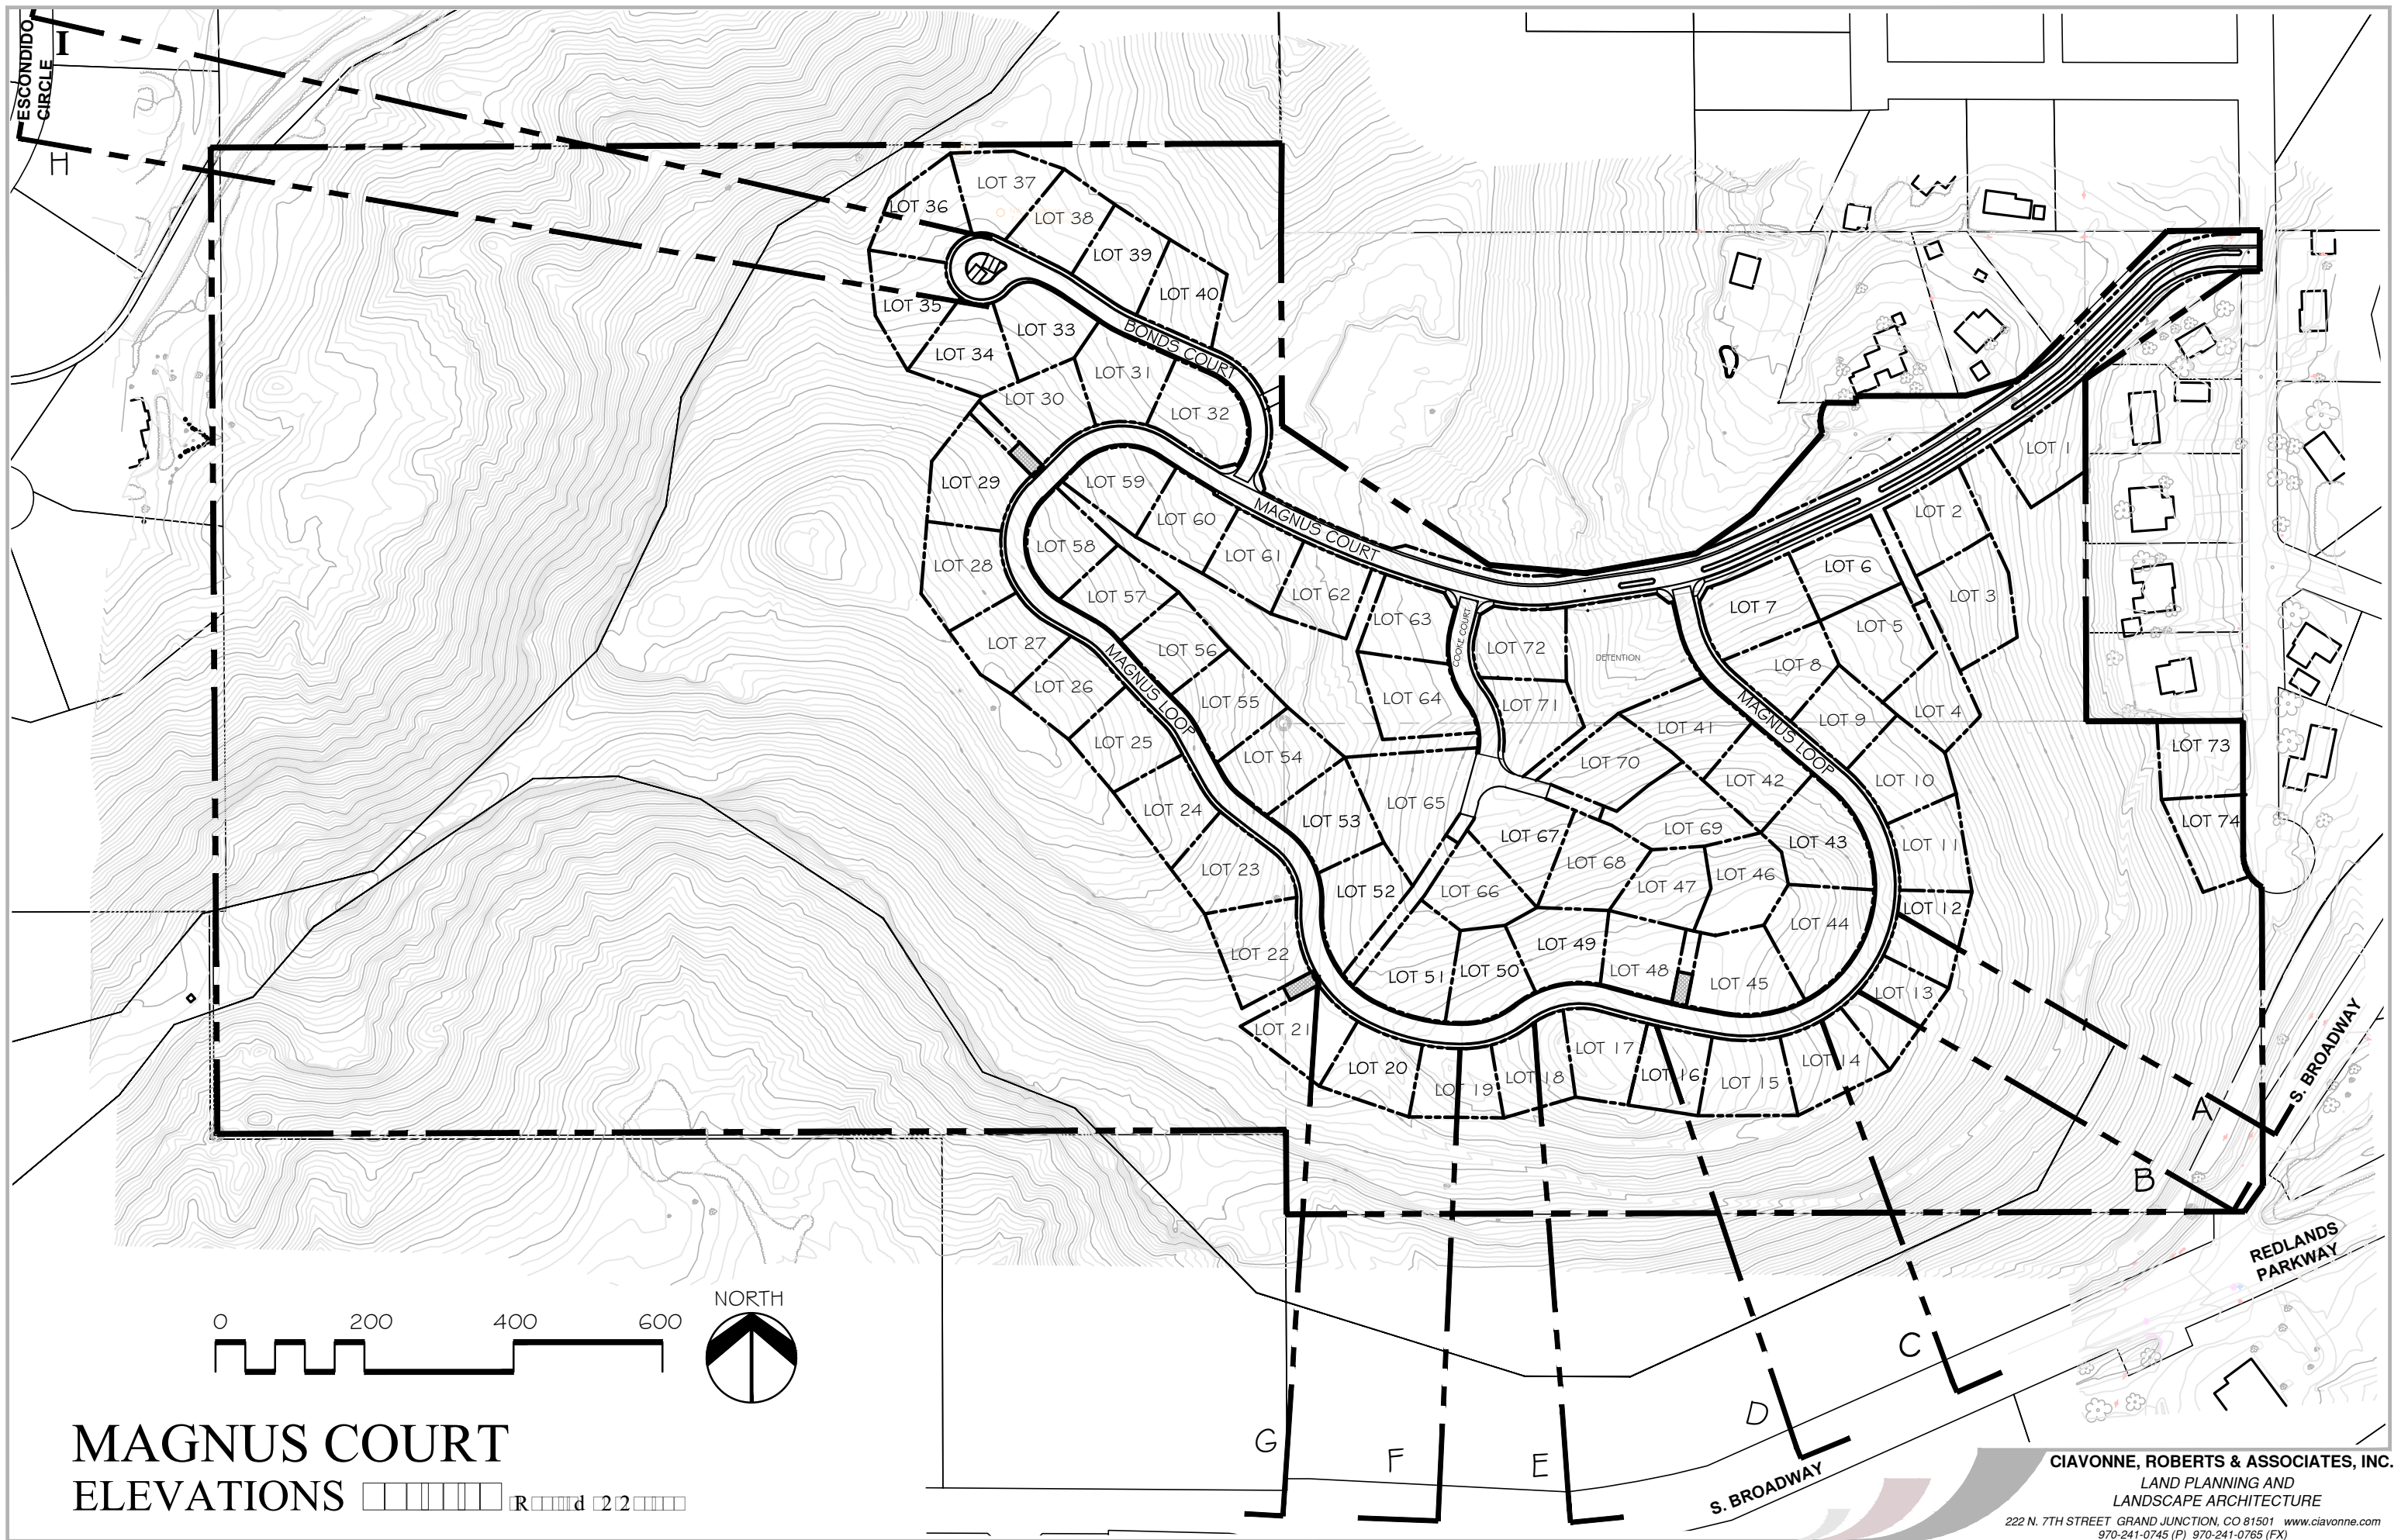 ESCONDIDO
CIRCLE
I
H
LOT 37
LOT 36
LOT 38
LOT 39
LOT 40
LOT 35
LOT 33
LOT 34
BONDS COURT
LOT 31
LOT 30
LOT 32
LOT 1
LOT 29
LOT 59
LOT 60
MAGNUS COURT
LOT 2
LOT 58
LOT 61
LOT 28
LOT 6
LOT 57
LOT 62
LOT 7
LOT 3
LOT 63
COOKE COURT
LOT 5
LOT 27
LOT 56
LOT 72
DETENTION
LOT 8
LOT 26
MAGNUS LOOP
LOT 55
LOT 64
LOT 71
LOT 41
MAGNUS LOOP
LOT 9
LOT 4
LOT 25
LOT 54
LOT 70
LOT 42
LOT 10
LOT 73
LOT 24
LOT 65
LOT 53
LOT 67
LOT 69
LOT 43
LOT 11
LOT 74
LOT 23
LOT 68
LOT 52
LOT 66
LOT 47
LOT 46
LOT 12
LOT 44
LOT 22
LOT 49
LOT 51
LOT 50
LOT 48
LOT 45
LOT 13
LOT 21
LOT 20
LOT 19
LOT 18
LOT 17
LOT 16
LOT 15
LOT 14
S. BROADWAY
A
B
REDLANDS
PARKWAY
0 200 400 600
NORTH
C
D
G
F
E
S. BROADWAY
MAGNUS COURT
ELEVATIONS
CIAVONNE, ROBERTS & ASSOCIATES, INC.
LAND PLANNING AND
LANDSCAPE ARCHITECTURE
222 N. 7TH STREET GRAND JUNCTION, CO 81501 www.ciavonne.com
970-241-0745 (P) 970-241-0765 (FX)